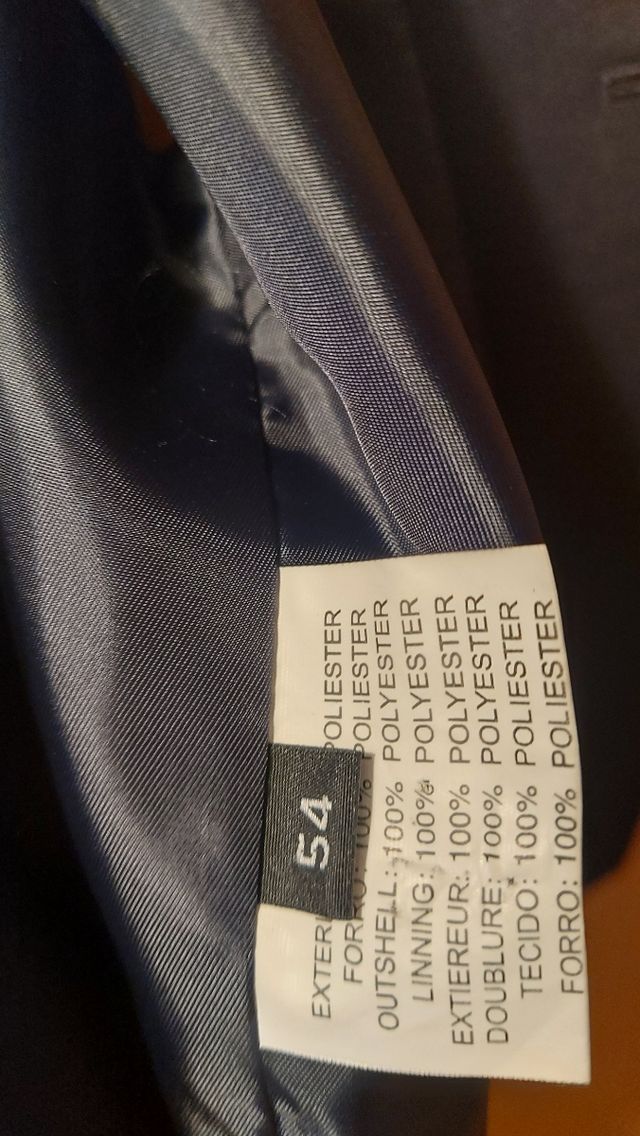 54
POLIESTER
FORRO: 100% POLIESTER
OUTSHELL: 100% POLYESTER
LINNING: 100% POLYESTER
EXTIEREUR: 100% POLYESTER
DOUBLURE: 100% POLYESTER
TECIDO: 100% POLIESTER
FORRO: 100% POLIESTER